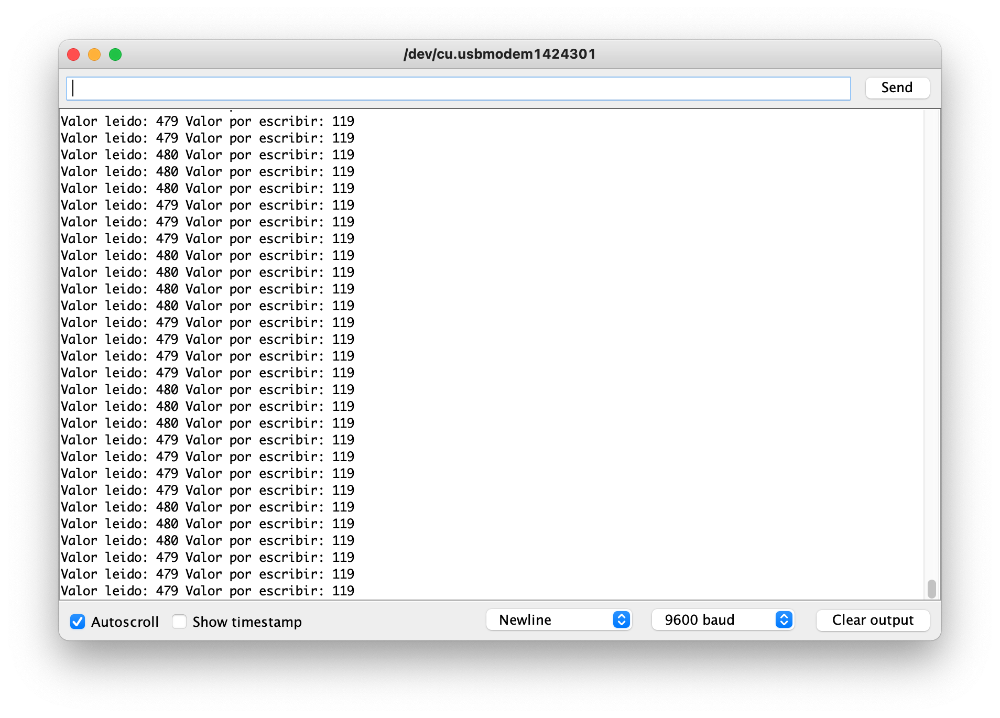 /dev/cu.usbmodem1424301
Send
Valor leido: 479 Valor por escribir: 119
Valor leido: 479 Valor por escribir: 119
Valor leido: 480 Valor por escribir: 119
Valor leido: 480 Valor por escribir: 119
Valor leido: 480 Valor por escribir: 119
Valor leido: 479 Valor por escribir: 119
Valor leido: 479 Valor por escribir: 119
Valor leido: 479 Valor por escribir: 119
Valor leido: 480 Valor por escribir: 119
Valor leido: 480 Valor por escribir: 119
Valor leido: 480 Valor por escribir: 119
Valor leido: 480 Valor por escribir: 119
Valor leido: 479 Valor por escribir: 119
Valor leido: 479 Valor por escribir: 119
Valor leido: 479 Valor por escribir: 119
Valor leido: 479 Valor por escribir: 119
Valor leido: 480 Valor por escribir: 119
Valor leido: 480 Valor por escribir: 119
Valor leido: 480 Valor por escribir: 119
Valor leido: 479 Valor por escribir: 119
Valor leido: 479 Valor por escribir: 119
Valor leido: 479 Valor por escribir: 119
Valor leido: 479 Valor por escribir: 119
Valor leido: 480 Valor por escribir: 119
Valor leido: 480 Valor por escribir: 119
Valor leido: 480 Valor por escribir: 119
Valor leido: 479 Valor por escribir: 119
Valor leido: 479 Valor por escribir: 119
Valor leido: 479 Valor por escribir: 119
Autoscroll Show timestamp Newline 9600 baud Clear output